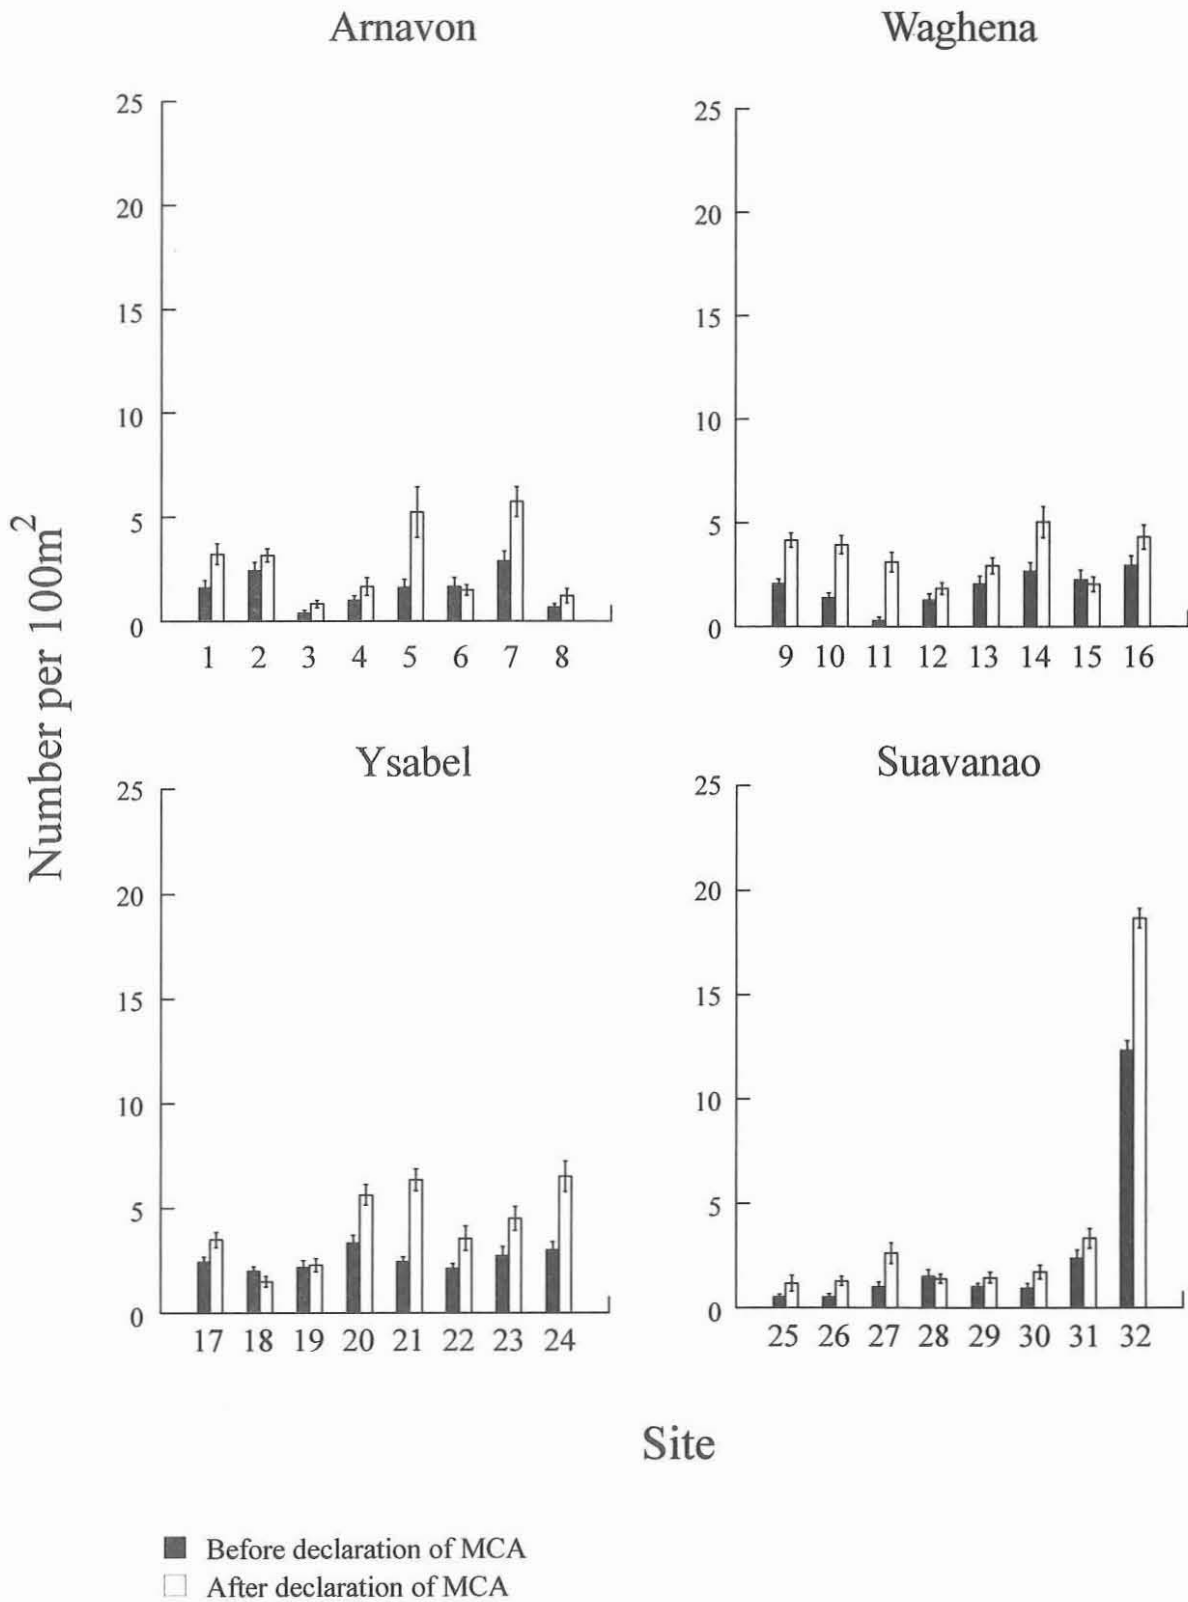 Arnavon
Waghena
25
20
15
10
5
0
1 2 3 4 5 6 7 8
25
20
15
10
5
0
9 10 11 12 13 14 15 16
Number per 100m²
Ysabel
Suavanao
25
20
15
10
5
0
17 18 19 20 21 22 23 24
25
20
15
10
5
0
25 26 27 28 29 30 31 32
Site
Before declaration of MCA
After declaration of MCA